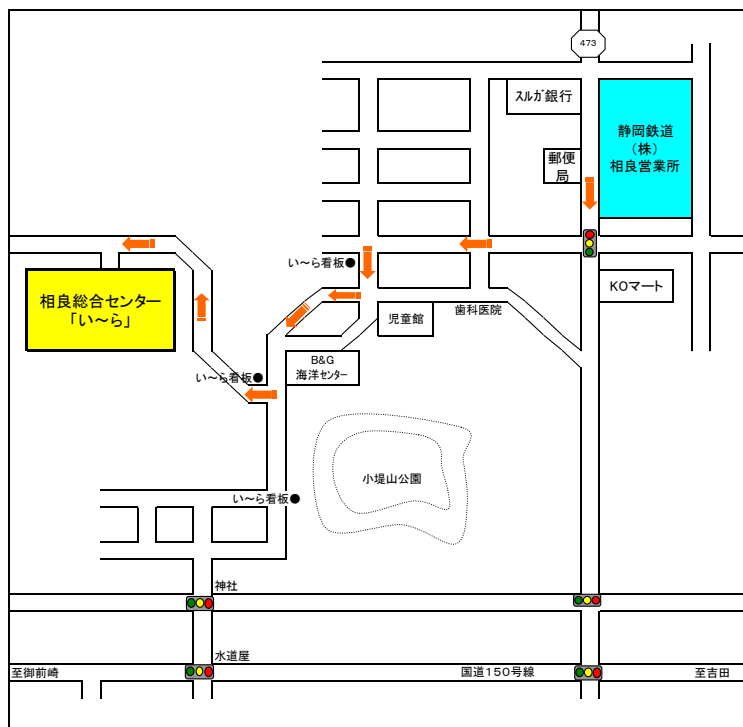 473
スルガ銀行
静岡鉄道
(株)
相良営業所
郵便
局
い～ら看板●
KOマート
相良総合センター
「い～ら」
歯科医院
児童館
B&G
海洋センター
い～ら看板●
小堤山公園
い～ら看板●
神社
水道屋
至御前崎
国道150号線
至吉田